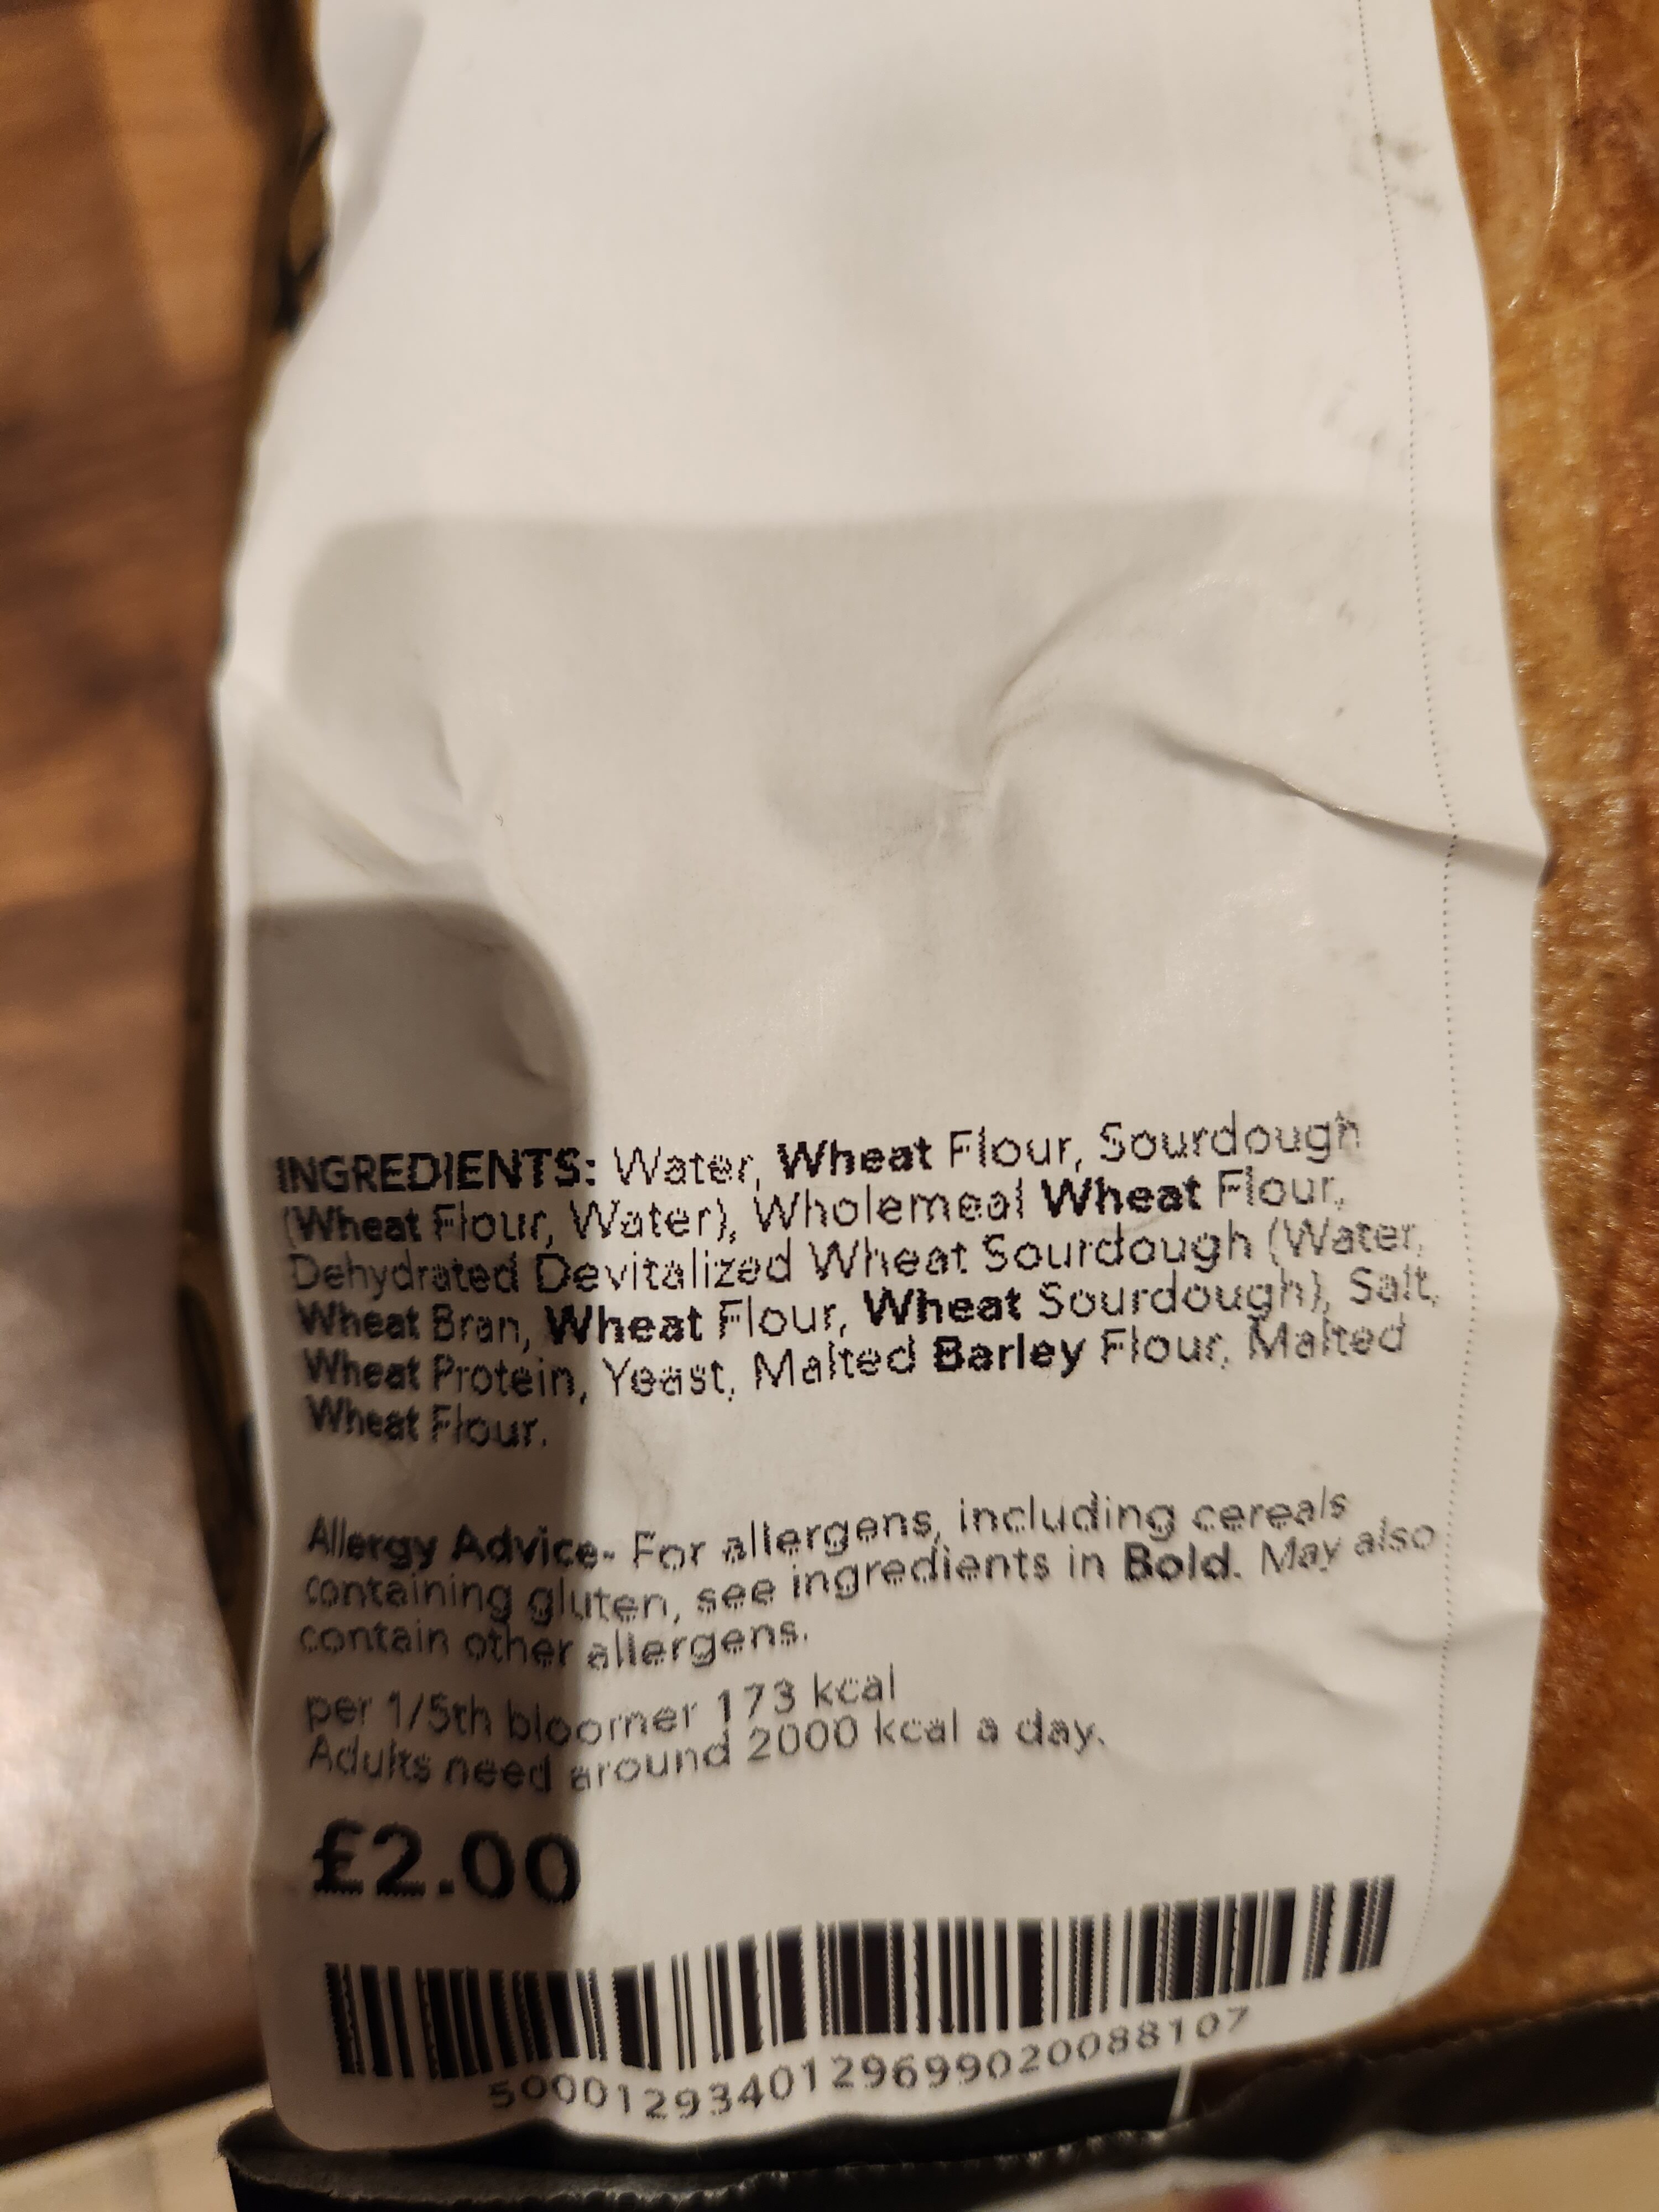 INGREDIENTS: Water, Wheat Flour, Sourdough
(Wheat Flour, Water), Wholemeal Wheat Flour,
Dehydrated Devitalized Wheat Sourdough (Water,
Wheat Bran, Wheat Flour, Wheat Sourdough), Salt,
Wheat Protein, Yeast, Malted Barley Flour, Malted
Wheat Flour.
Allergy Advice- For allergens, including cereals
containing gluten, see ingredients in Bold. May also
contain other allergens.
per 1/5th bloomer 173 kcal
Adults need around 2000 kcal a day.
£2.00
5000129340129699020088107